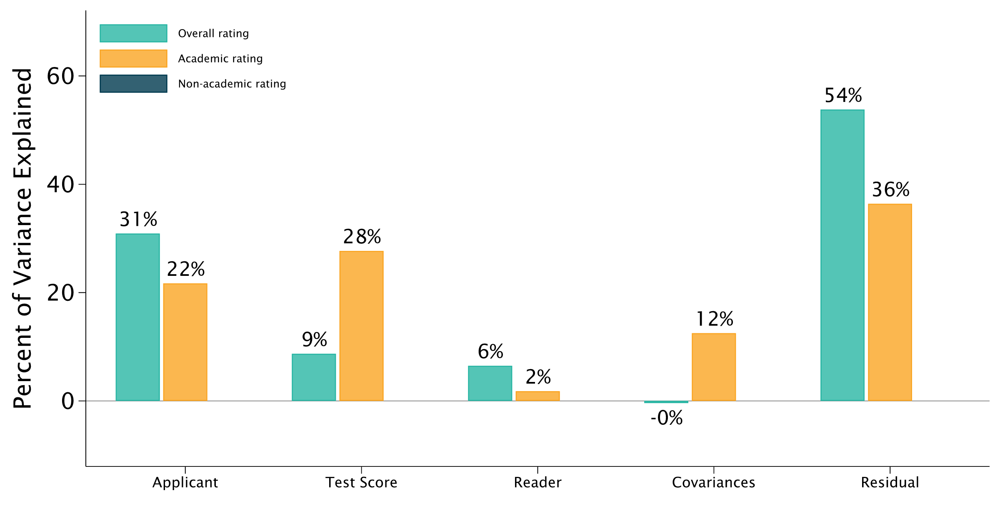 Overall rating
Academic rating
Non-academic rating
Percent of Variance Explained
60
40
20
0
31%
22%
9%
28%
6%
2%
-0%
12%
54%
36%
Applicant
Test Score
Reader
Covariances
Residual